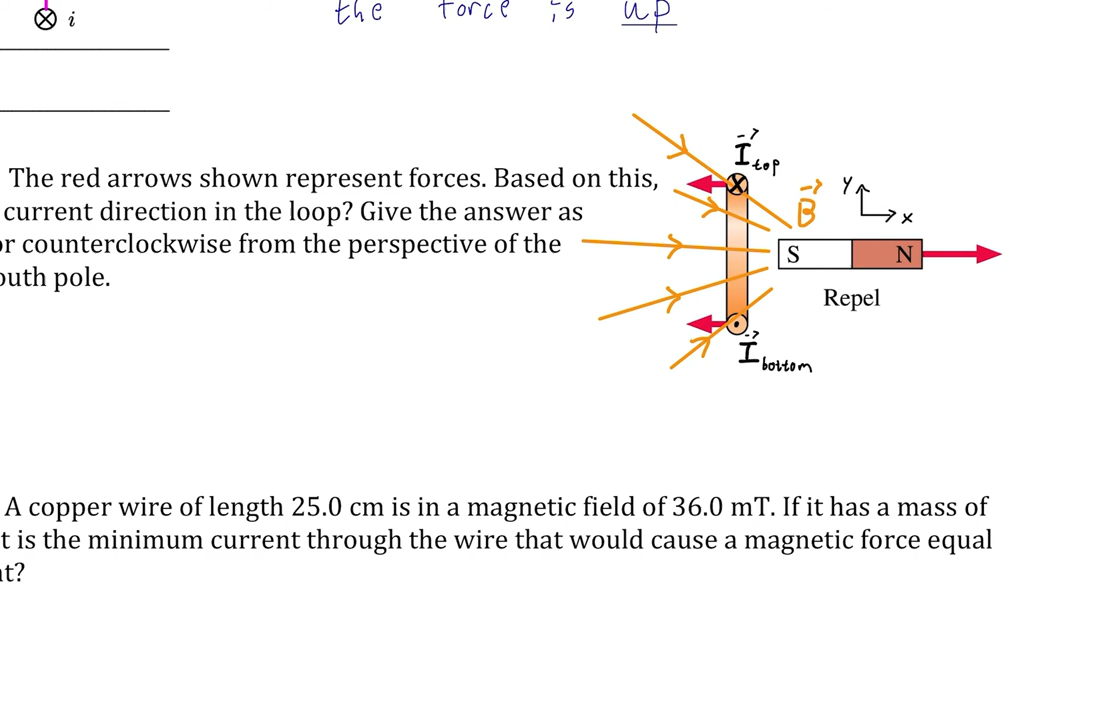 the force is up
i
The red arrows shown represent forces. Based on this,
current direction in the loop? Give the answer as
or counterclockwise from the perspective of the
outh pole.
I top
B
Y
x
S N
Repel
I bottom
A copper wire of length 25.0 cm is in a magnetic field of 36.0 mT. If it has a mass of
t is the minimum current through the wire that would cause a magnetic force equal
nt?